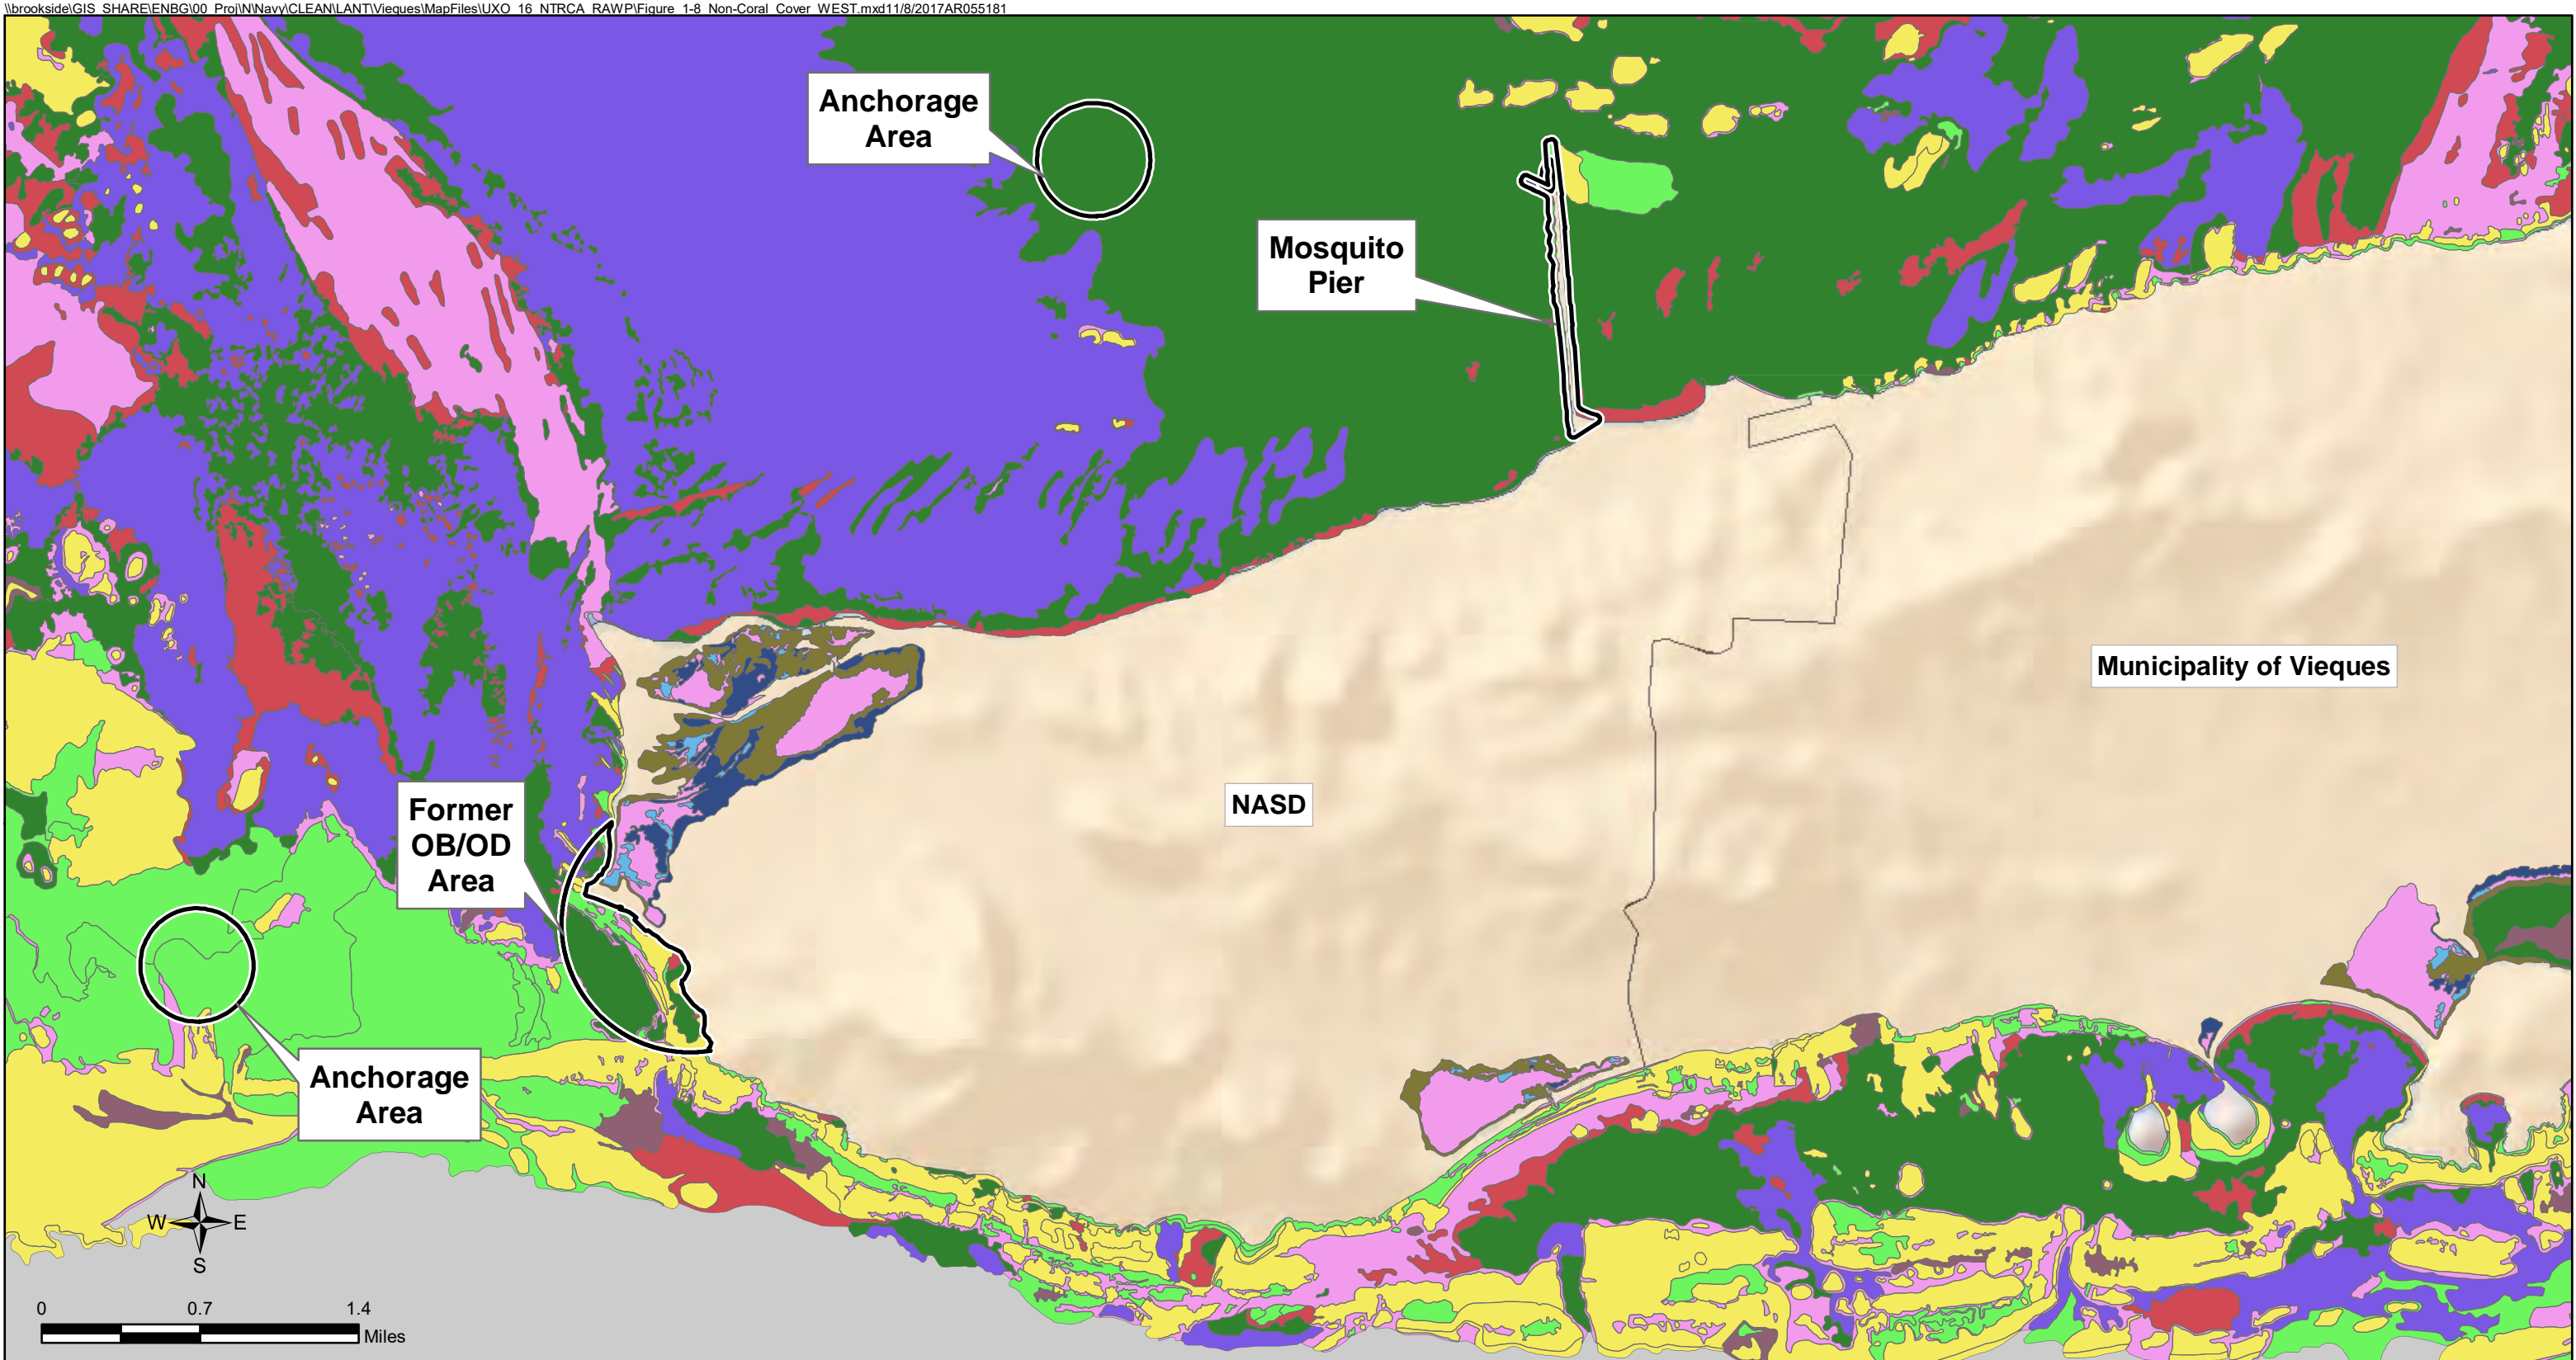 \\brookside\GIS_SHARE\ENBG\00_Proj\N\Navy\CLEAN\LANT\Vieques\MapFiles\UXO_16_NTRCA_RAWP\Figure_1-8_Non-Coral_Cover_WEST.mxd11/8/2017AR055181
Anchorage
Area
Mosquito
Pier
Municipality of Vieques
NASD
Former
OB/OD
Area
Anchorage
Area
N
W E
S
0 0.7 1.4
Miles